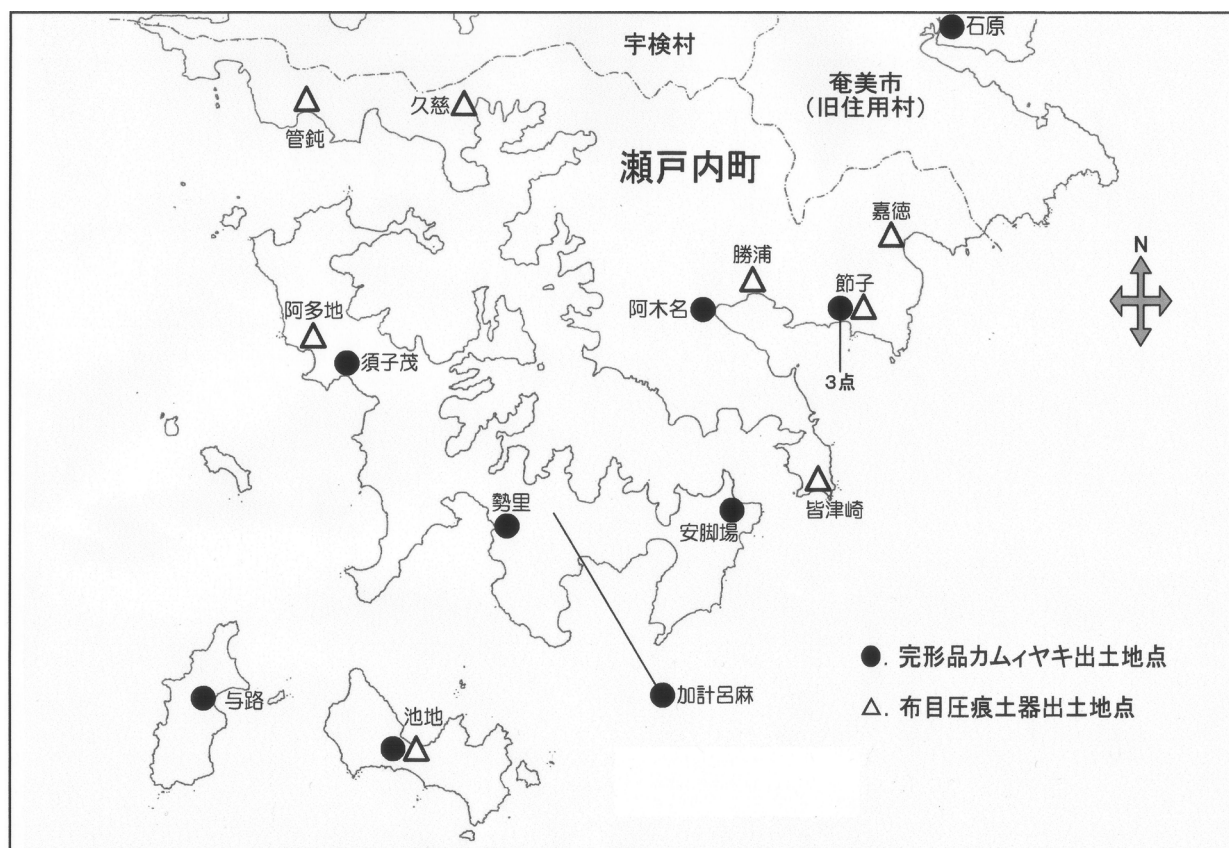 石原
宇検村
奄美市
(旧住用村)
久慈
管鈍
瀬戸内町
嘉徳
N
勝浦
節子
阿木名
阿多地
須子茂
3点
勢里
皆津崎
安脚場
●. 完形品カムィヤキ出土地点
与路
加計呂麻
△. 布目圧痕土器出土地点
池地